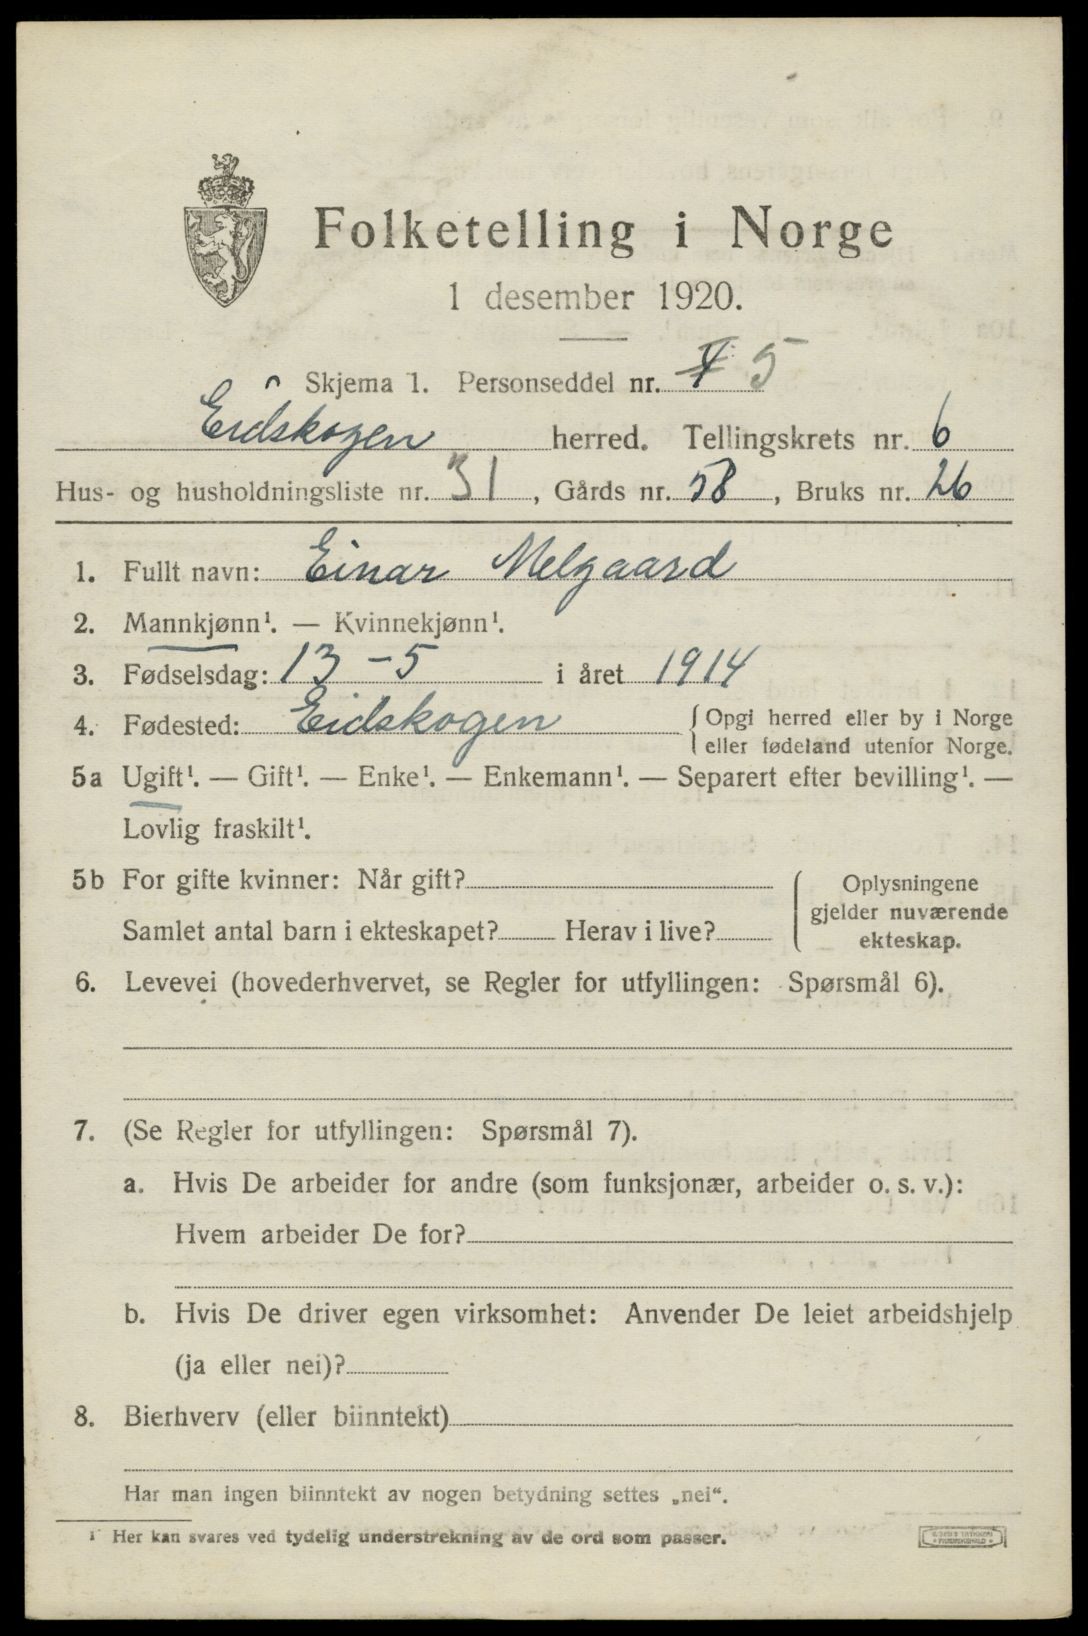 Folketelling i Norge
1 desember 1920.
Skjema 1. Personseddel nr. 5
Eidskogen herred. Tellingskrets nr. 6
Hus- og husholdningsliste nr. 31, Gårds nr. 58, Bruks nr. 26
1. Fullt navn: Einar Melgaard
2. Mannkjønn¹. — Kvinnekjønn¹.
3. Fødselsdag: 13-5 i året 1914
4. Fødested: Eidskogen { Opgi herred eller by i Norge
eller fødeland utenfor Norge.
5a Ugift¹. — Gift¹. — Enke¹. — Enkemann¹. — Separert efter bevilling¹. —
Lovlig fraskilt¹.
5b For gifte kvinner: Når gift?
Samlet antal barn i ekteskapet? Herav i live?
{ Oplysningene
gjelder nuværende
ekteskap.
6. Levevei (hovederhvervet, se Regler for utfyllingen: Spørsmål 6).
7. (Se Regler for utfyllingen: Spørsmål 7).
a. Hvis De arbeider for andre (som funksjonær, arbeider o. s. v.):
Hvem arbeider De for?
b. Hvis De driver egen virksomhet: Anvender De leiet arbeidshjelp
(ja eller nei)?
8. Bierhverv (eller biinntekt)
Har man ingen biinntekt av nogen betydning settes „nei“.
¹ Her kan svares ved tydelig understrekning av de ord som passer.